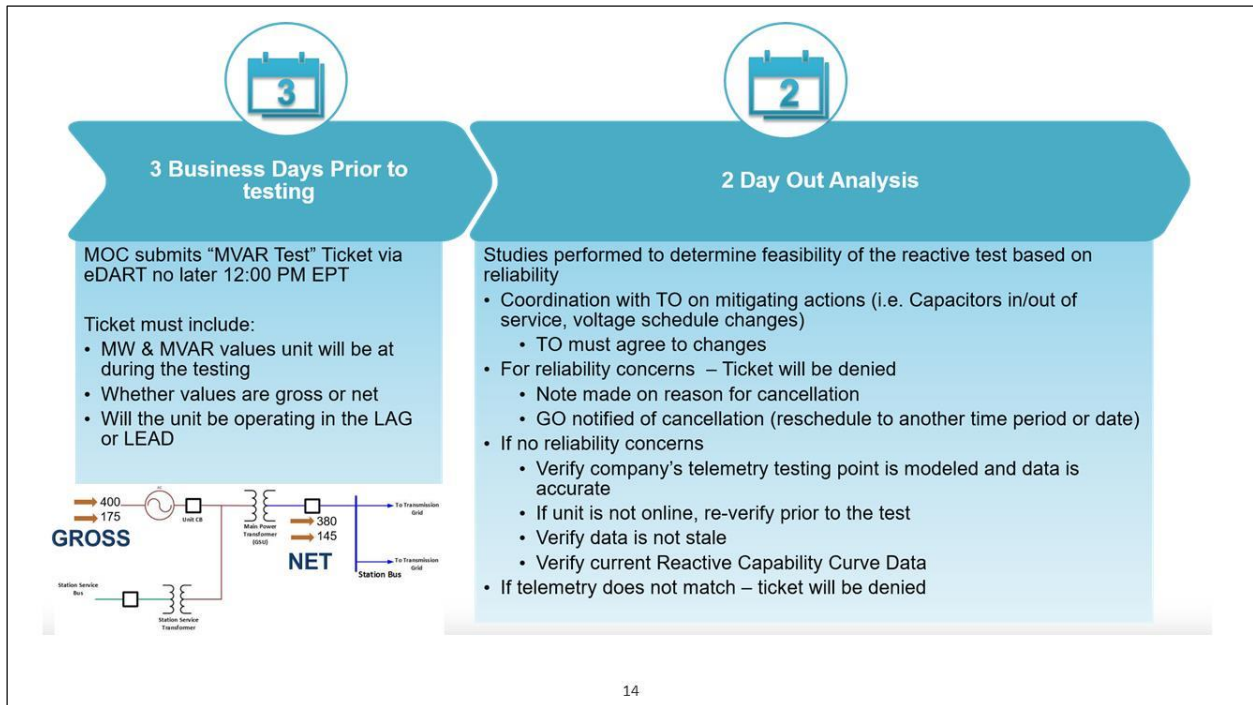 3
2
3 Business Days Prior to
testing
2 Day Out Analysis
MOC submits “MVAR Test” Ticket via
eDART no later 12:00 PM EPT
Ticket must include:
• MW & MVAR values unit will be at
during the testing
• Whether values are gross or net
• Will the unit be operating in the LAG
or LEAD
Studies performed to determine feasibility of the reactive test based on
reliability
• Coordination with TO on mitigating actions (i.e. Capacitors in/out of
service, voltage schedule changes)
• TO must agree to changes
• For reliability concerns – Ticket will be denied
• Note made on reason for cancellation
• GO notified of cancellation (reschedule to another time period or date)
• If no reliability concerns
• Verify company’s telemetry testing point is modeled and data is
accurate
• If unit is not online, re-verify prior to the test
• Verify data is not stale
• Verify current Reactive Capability Curve Data
• If telemetry does not match – ticket will be denied
400
175
GROSS
Unit CB
Main Power
Transformer
(GSU)
380
145
NET
To Transmission
Grid
To Transmission
Grid
Station Bus
Station Service
Bus
Station Service
Transformer
14